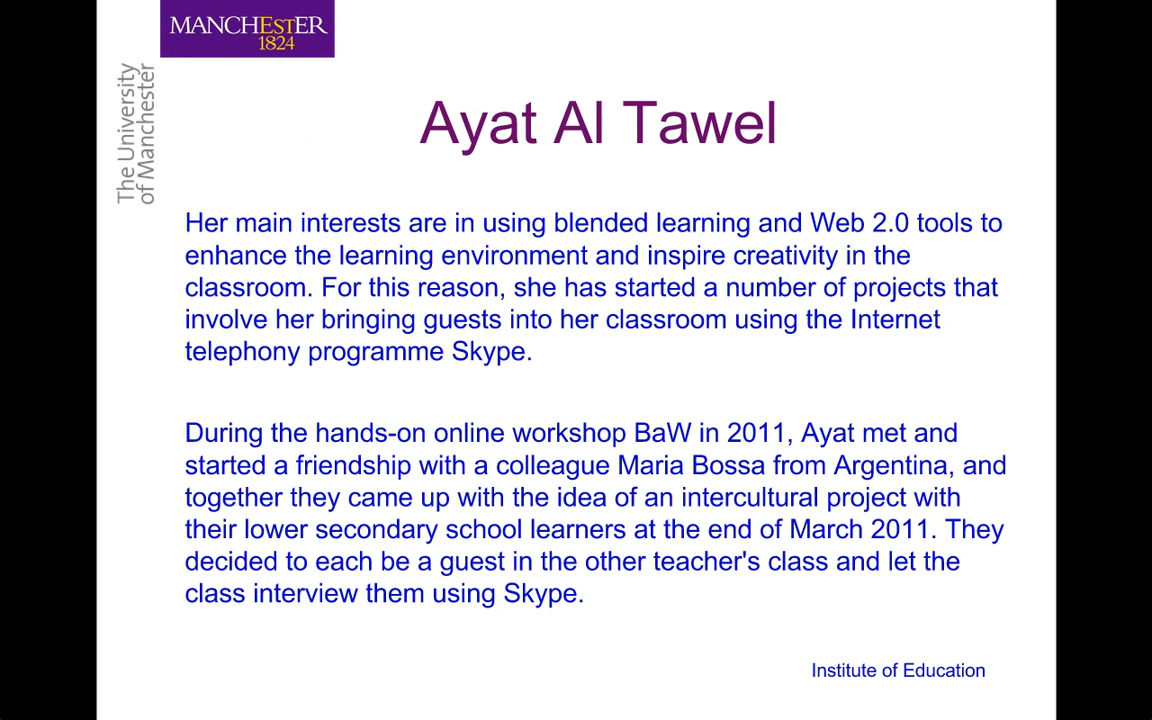 MANCHESTER
1824
The University
of Manchester
Ayat Al Tawel
Her main interests are in using blended learning and Web 2.0 tools to
enhance the learning environment and inspire creativity in the
classroom. For this reason, she has started a number of projects that
involve her bringing guests into her classroom using the Internet
telephony programme Skype.
During the hands-on online workshop BaW in 2011, Ayat met and
started a friendship with a colleague Maria Bossa from Argentina, and
together they came up with the idea of an intercultural project with
their lower secondary school learners at the end of March 2011. They
decided to each be a guest in the other teacher's class and let the
class interview them using Skype.
Institute of Education